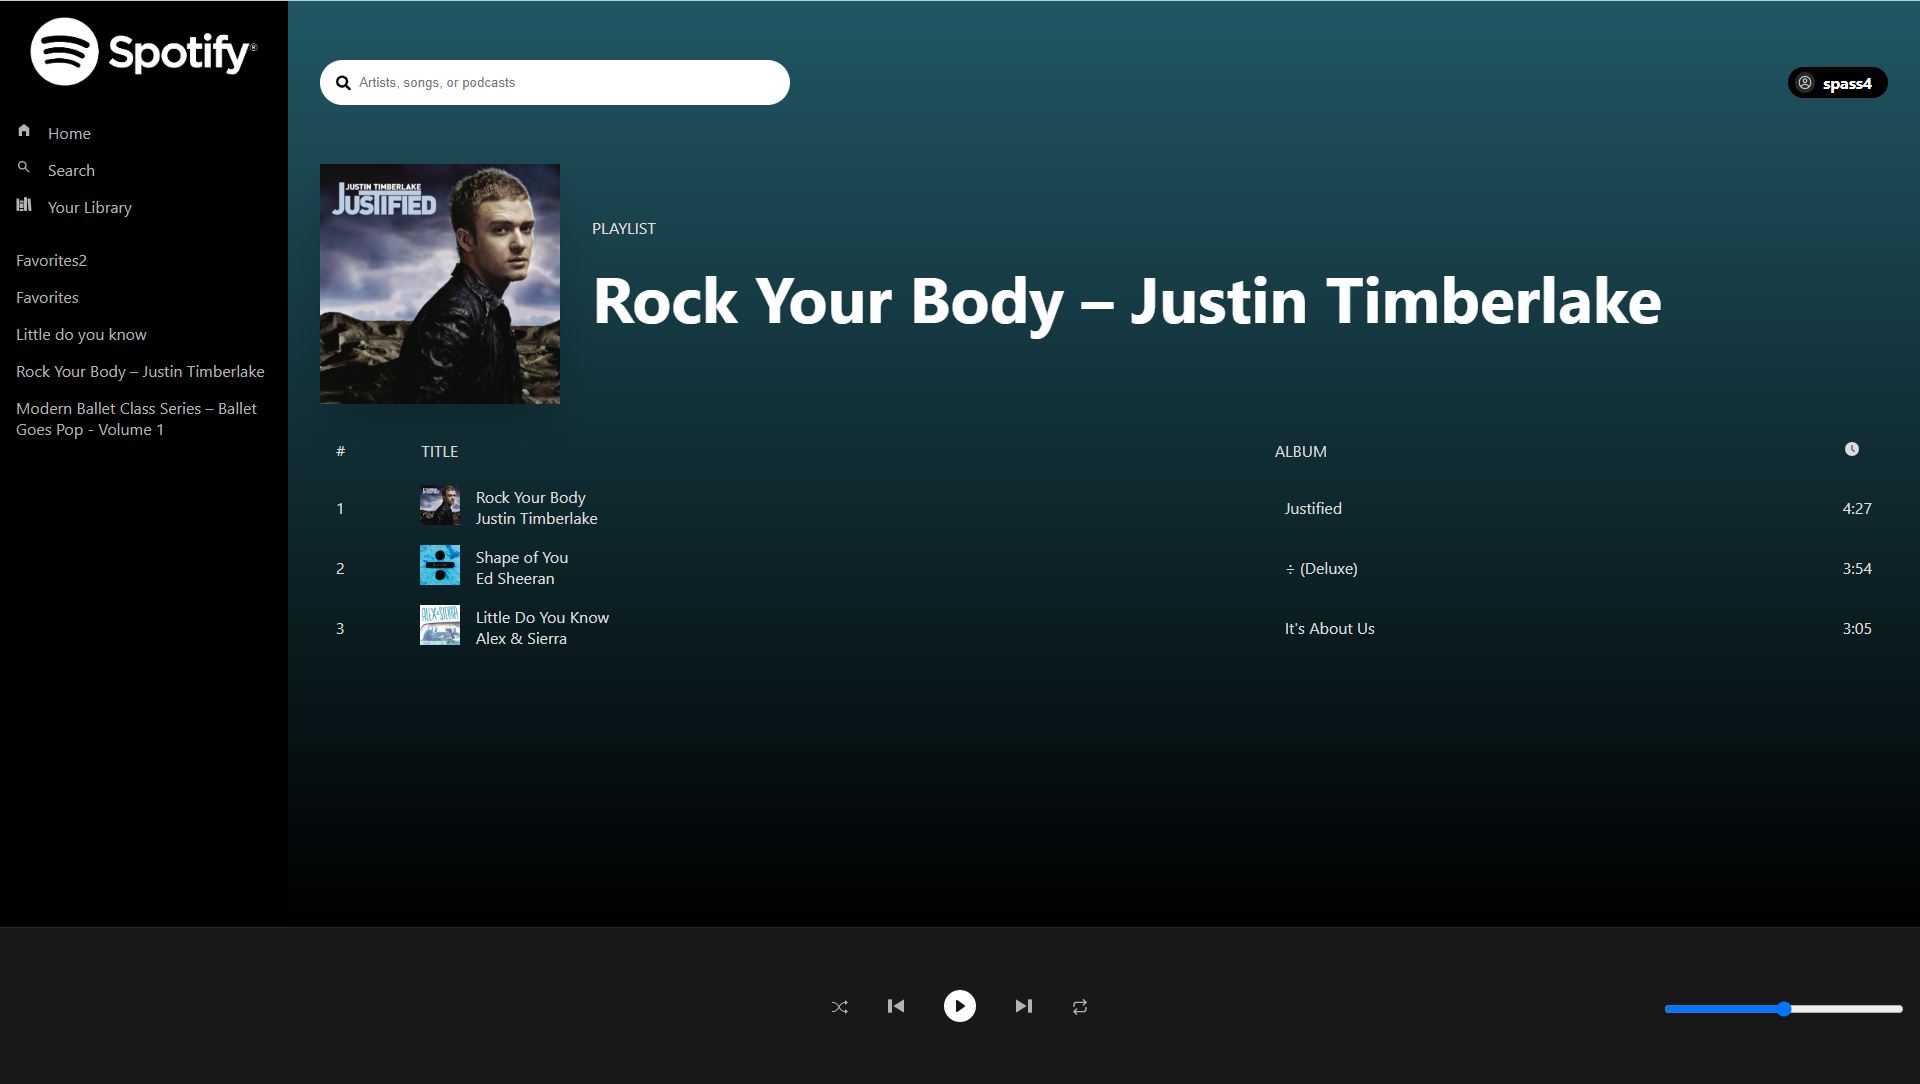 Spotify®
Artists, songs, or podcasts
spass4
Home
Search
Your Library
Favorites2
Favorites
Little do you know
Rock Your Body – Justin Timberlake
Modern Ballet Class Series – Ballet
Goes Pop - Volume 1
JUSTIN TIMBERLAKE
JUSTIFIED
PLAYLIST
Rock Your Body – Justin Timberlake
# TITLE ALBUM
1 Rock Your Body Justified 4:27
Justin Timberlake
2 Shape of You ÷ (Deluxe) 3:54
Ed Sheeran
ALEX & SIERRA
3 Little Do You Know It's About Us 3:05
Alex & Sierra